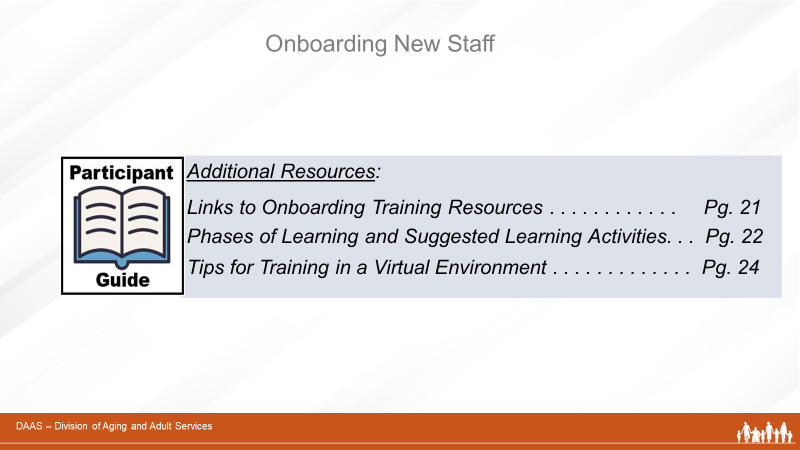 Onboarding New Staff
Participant
Guide
Additional Resources:
Links to Onboarding Training Resources . . . . . . . . . . . . Pg. 21
Phases of Learning and Suggested Learning Activities. . . Pg. 22
Tips for Training in a Virtual Environment . . . . . . . . . . . . . Pg. 24
DAAS – Division of Aging and Adult Services